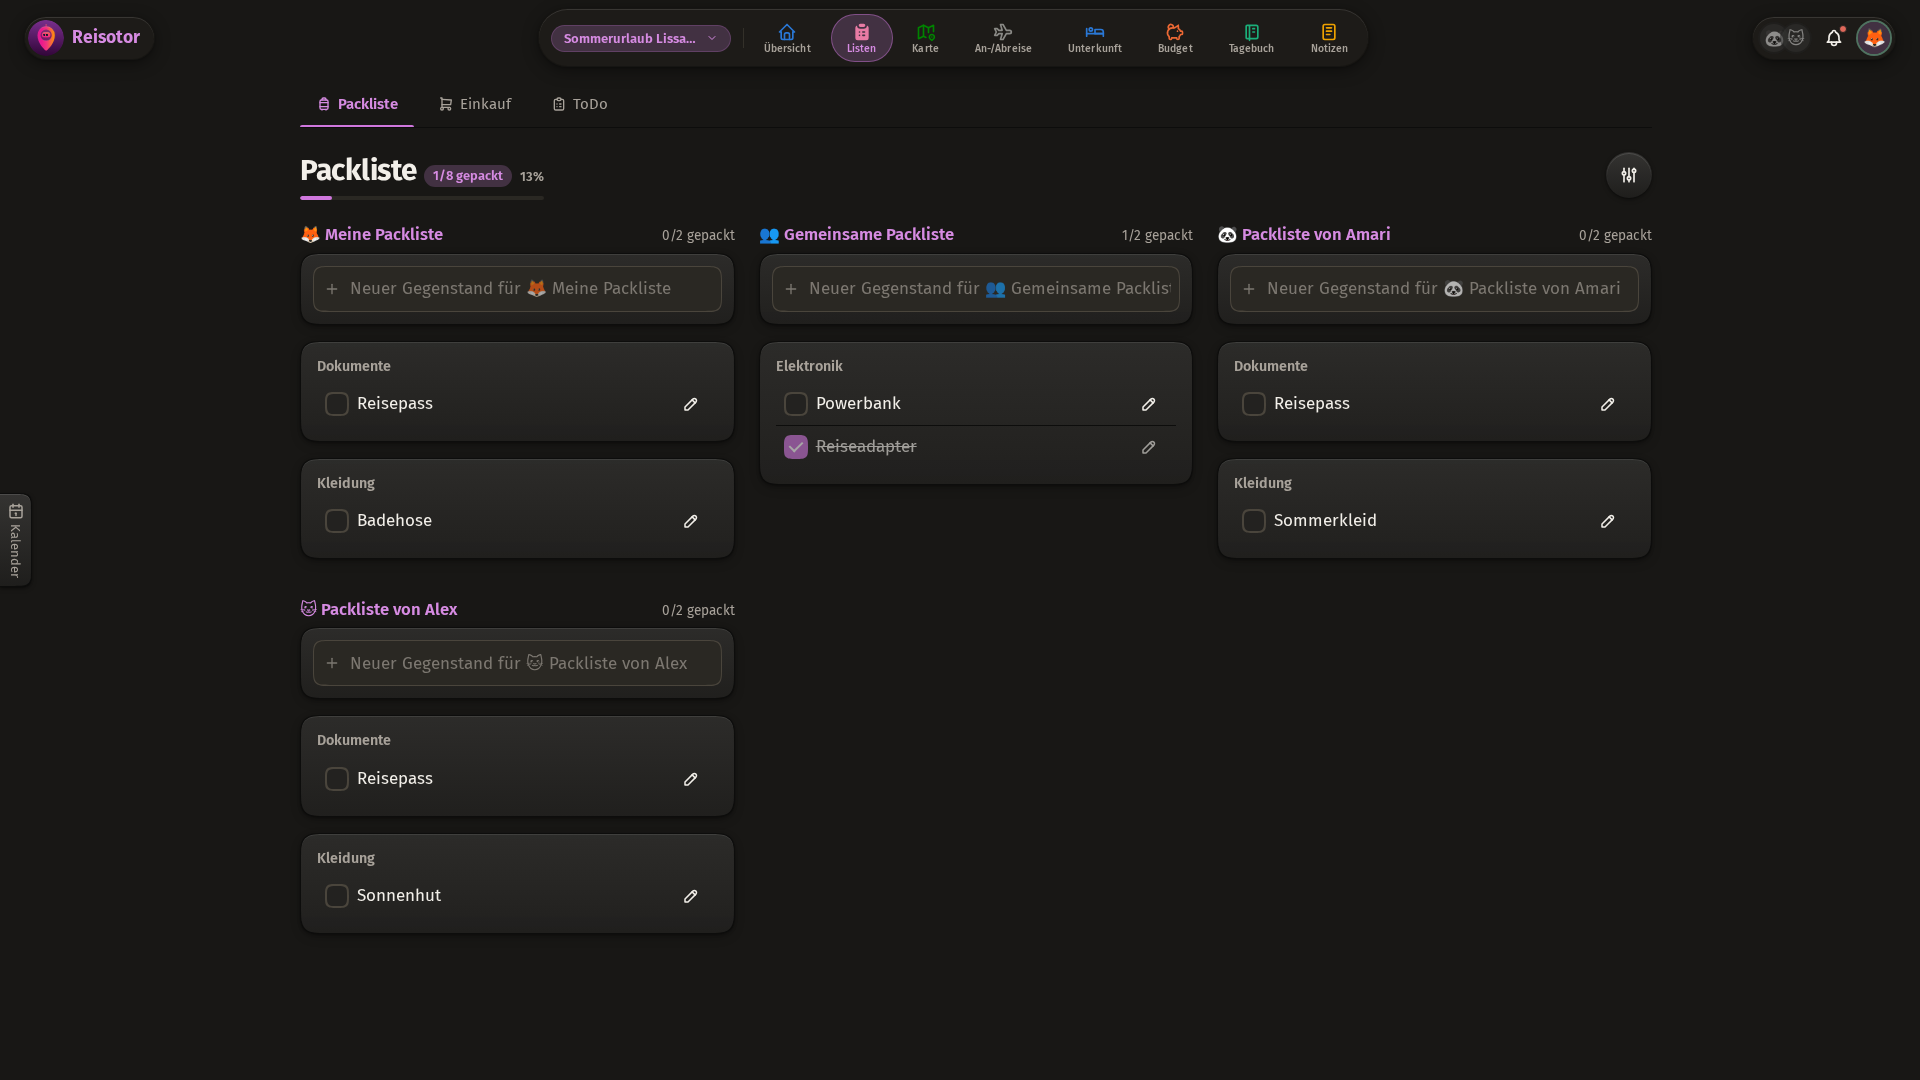 Reisotor
Sommerurlaub Lissa...
Übersicht
Listen
Karte
An-/Abreise
Unterkunft
Budget
Tagebuch
Notizen
Packliste
Einkauf
ToDo
Packliste
1/8 gepackt
13%
🦊 Meine Packliste
0/2 gepackt
Neuer Gegenstand für 🦊 Meine Packliste
Dokumente
Reisepass
Kleidung
Badehose
👥 Gemeinsame Packliste
1/2 gepackt
Neuer Gegenstand für 👥 Gemeinsame Packlist
Elektronik
Powerbank
Reiseadapter
🐼 Packliste von Amari
0/2 gepackt
Neuer Gegenstand für 🐼 Packliste von Amari
Dokumente
Reisepass
Kleidung
Sommerkleid
🐱 Packliste von Alex
0/2 gepackt
Neuer Gegenstand für 🐱 Packliste von Alex
Dokumente
Reisepass
Kleidung
Sonnenhut
Kalender